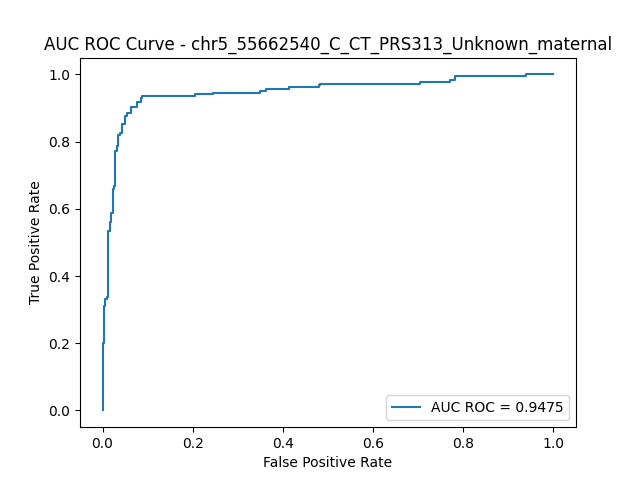 AUC ROC Curve - chr5_55662540_C_CT_PRS313_Unknown_maternal
1.0
0.8
0.6
0.4
0.2
0.0
True Positive Rate
AUC ROC = 0.9475
0.0 0.2 0.4 0.6 0.8 1.0
False Positive Rate